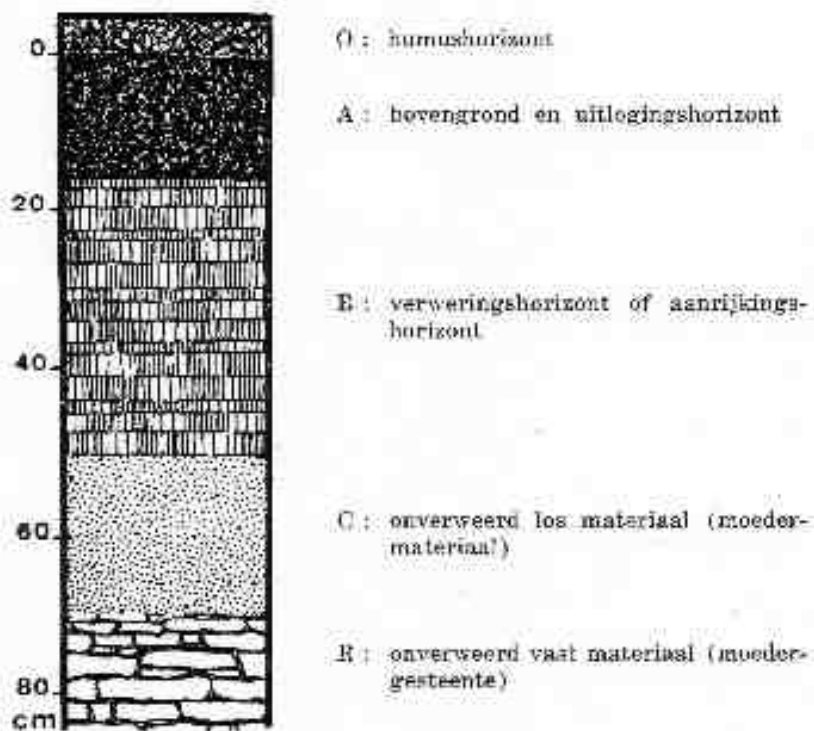 0
20
40
60
80
cm
O : humushorizont
A : bovengrond en uitlogingshorizont
B : verweringshorizont of aanrijkings-
horizont
C : onverweerd los materiaal (moeder-
materiaal)
R : onverweerd vast materiaal (moeder-
gesteente)